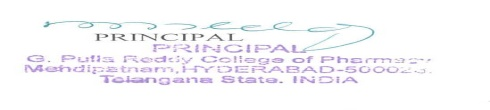 PRINCIPAL
PRINCIPAL
G. Pulla Reddy College of Pharmacy
Mehdipatnam, HYDERABAD-500028.
Telangana State. INDIA